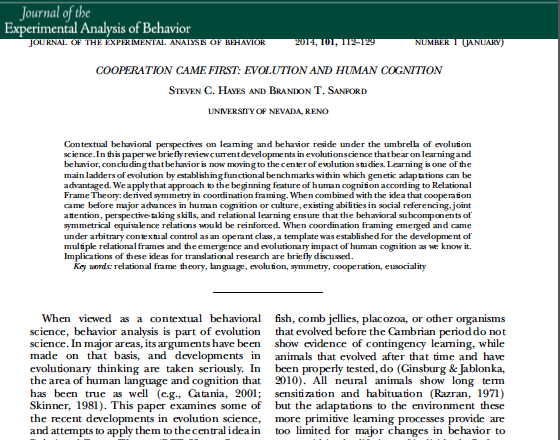 Journal of the
Experimental Analysis of Behavior
JOURNAL OF THE EXPERIMENTAL ANALYSIS OF BEHAVIOR 2014, 101, 112–129 NUMBER 1 (JANUARY)
COOPERATION CAME FIRST: EVOLUTION AND HUMAN COGNITION
STEVEN C. HAYES AND BRANDON T. SANFORD
UNIVERSITY OF NEVADA, RENO
Contextual behavioral perspectives on learning and behavior reside under the umbrella of evolution
science. In this paper we briefly review current developments in evolution science that bear on learning and
behavior, concluding that behavior is now moving to the center of evolution studies. Learning is one of the
main ladders of evolution by establishing functional benchmarks within which genetic adaptations can be
advantaged. We apply that approach to the beginning feature of human cognition according to Relational
Frame Theory: derived symmetry in coordination framing. When combined with the idea that cooperation
came before major advances in human cognition or culture, existing abilities in social referencing, joint
attention, perspective-taking skills, and relational learning ensure that the behavioral subcomponents of
symmetrical equivalence relations would be reinforced. When coordination framing emerged and came
under arbitrary contextual control as an operant class, a template was established for the development of
multiple relational frames and the emergence and evolutionary impact of human cognition as we know it.
Implications of these ideas for translational research are briefly discussed.
Key words: relational frame theory, language, evolution, symmetry, cooperation, eusociality
When viewed as a contextual behavioral
science, behavior analysis is part of evolution
science. In major areas, its arguments have been
made on that basis, and developments in
evolutionary thinking are taken seriously. In
the area of human language and cognition that
has been true as well (e.g., Catania, 2001;
Skinner, 1981). This paper examines some of
the recent developments in evolution science,
and attempts to apply them to the central idea in
fish, comb jellies, placozoa, or other organisms
that evolved before the Cambrian period do not
show evidence of contingency learning, while
animals that evolved after that time and have
been properly tested, do (Ginsburg & Jablonka,
2010). All neural animals show long term
sensitization and habituation (Razran, 1971)
but the adaptations to the environment these
more primitive learning processes provide are
too limited for major changes in behavior to